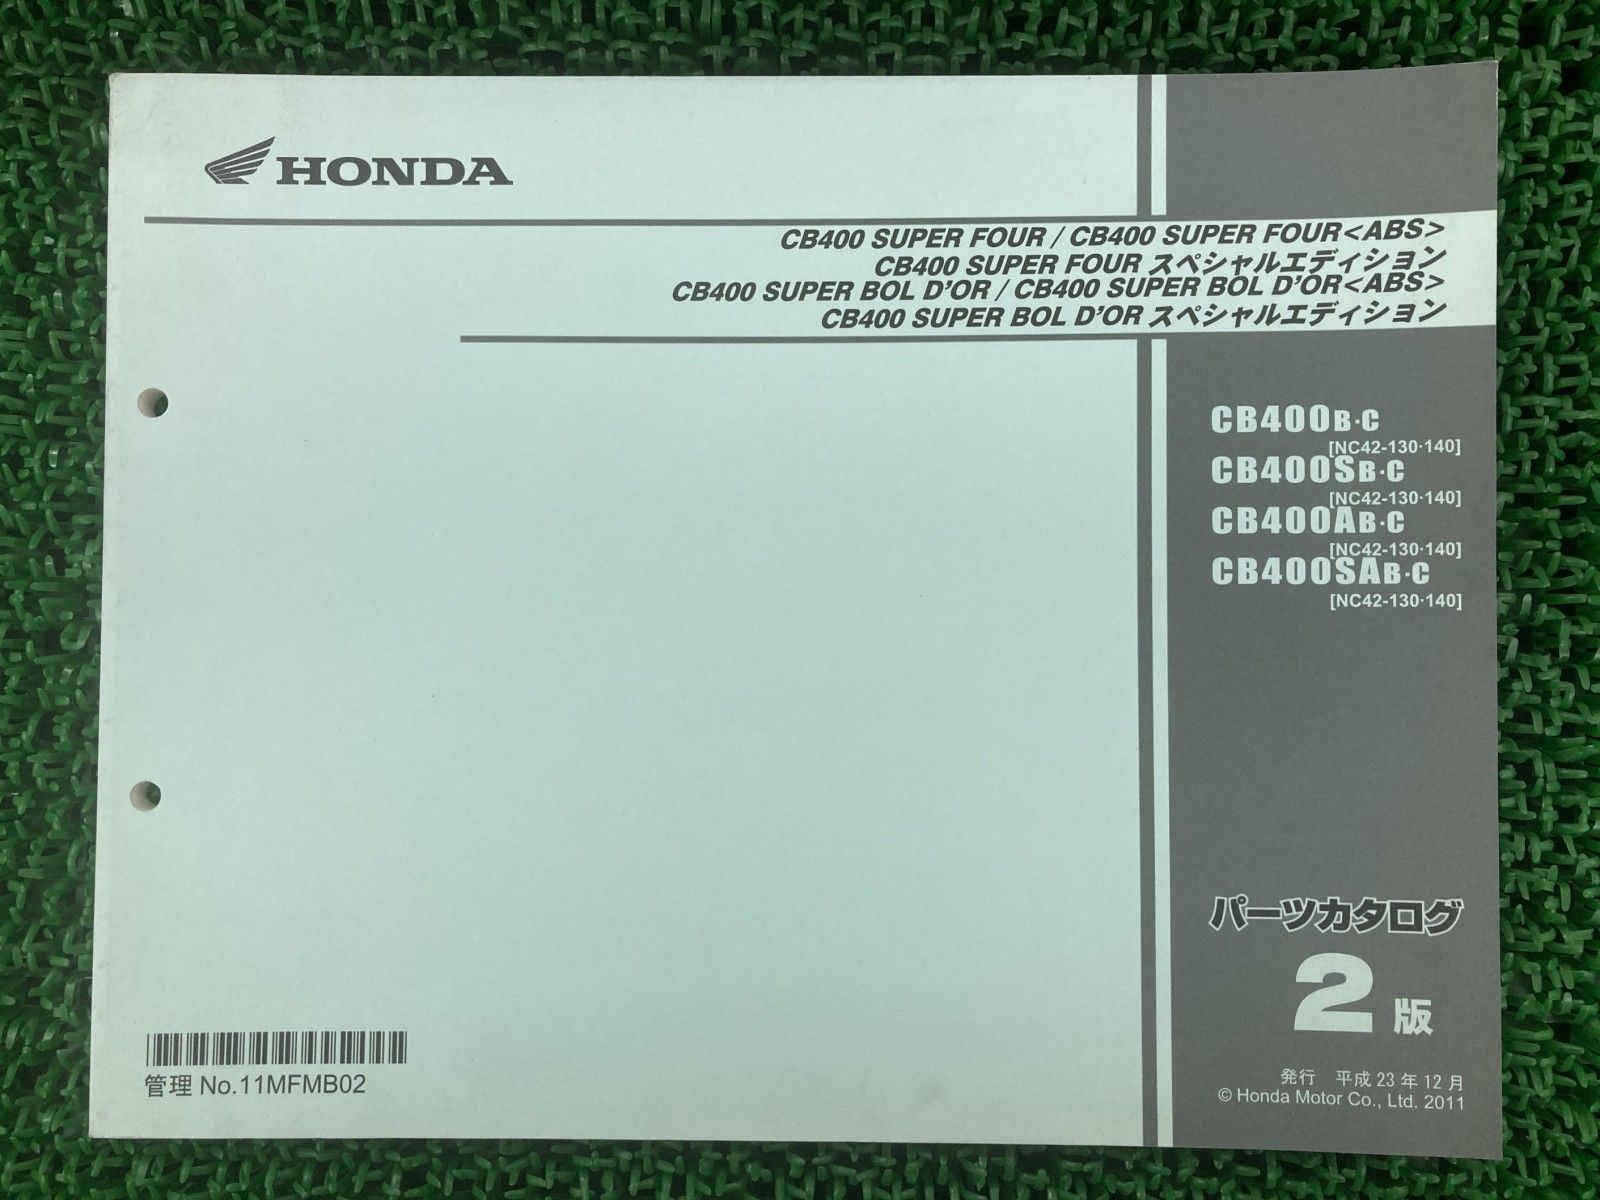 HONDA
CB400 SUPER FOUR / CB400 SUPER FOUR<ABS>
CB400 SUPER FOUR スペシャルエディション
CB400 SUPER BOL D'OR / CB400 SUPER BOL D'OR<ABS>
CB400 SUPER BOL D'OR スペシャルエディション
CB400B·C
[NC42-130·140]
CB400SB·C
[NC42-130·140]
CB400AB·C
[NC42-130·140]
CB400SAB·C
[NC42-130·140]
パーツカタログ
2版
発行 平成23年12月
© Honda Motor Co., Ltd. 2011
管理 No.11MFMB02